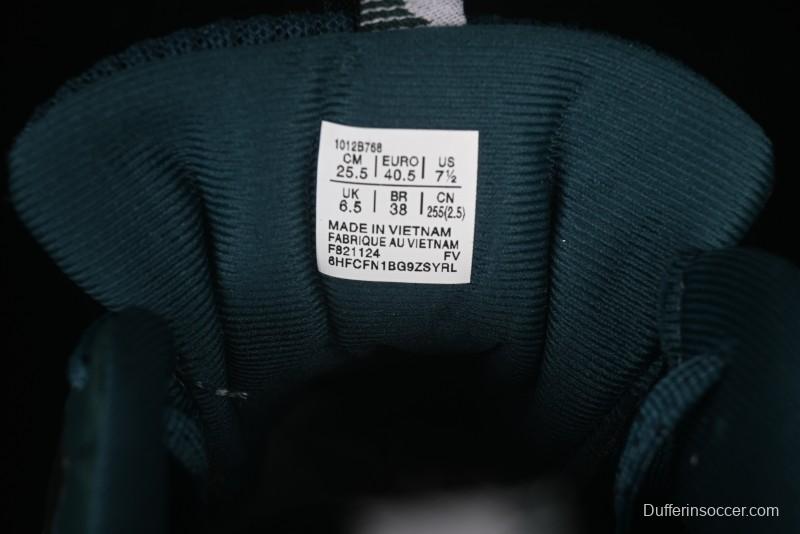 1012B768
CM | EURO | US
25.5 | 40.5 | 7½
UK | BR | CN
6.5 | 38 | 255(2.5)
MADE IN VIETNAM
FABRIQUE AU VIETNAM
F821124 FV
6HFCFN1BG9ZSYRL
Dufferinsoccer.com